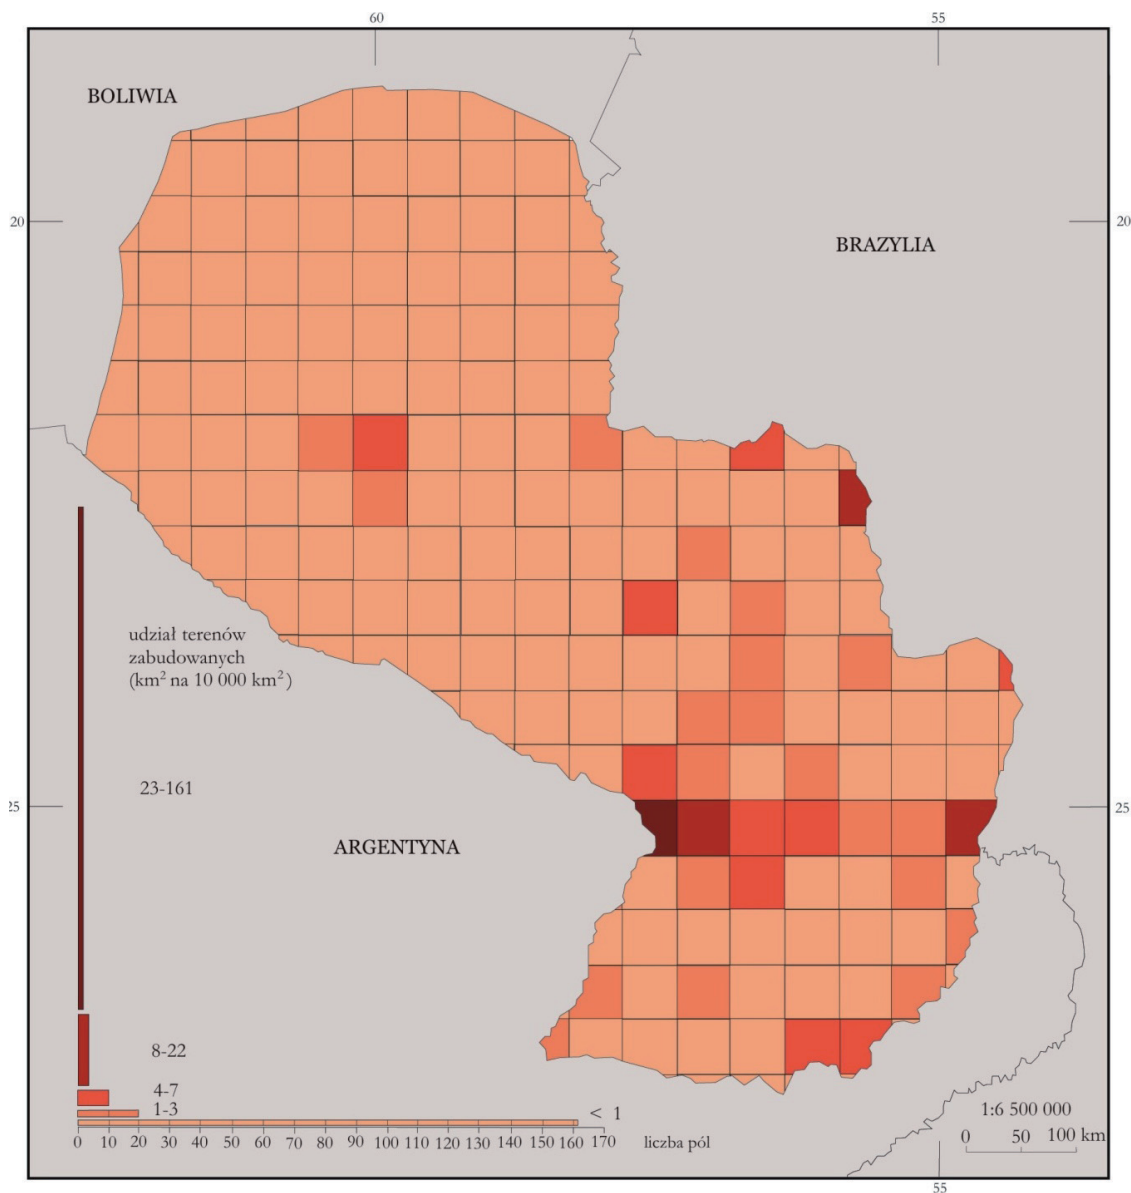 60
55
BOLIWIA
20
20
BRAZYLIA
udział terenów
zabudowanych
(km² na 10 000 km²)
23-161
25
25
ARGENTYNA
8-22
4-7
1-3
< 1
1:6 500 000
0 10 20 30 40 50 60 70 80 90 100 110 120 130 140 150 160 170 liczba pól
0 50 100 km
55